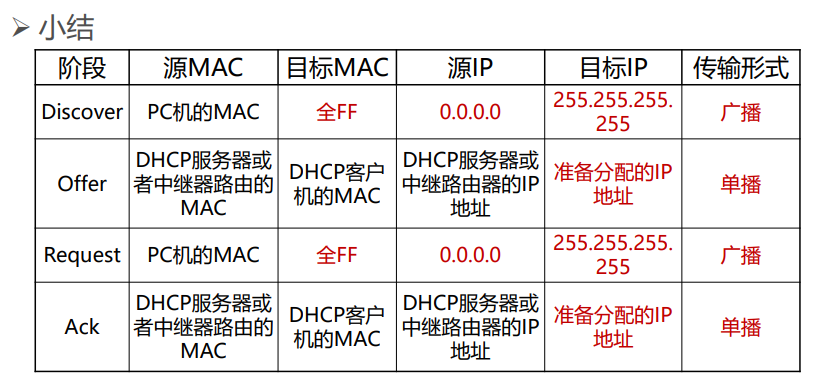 ➢ 小结
阶段 源MAC 目标MAC 源IP 目标IP 传输形式
Discover PC机的MAC 全FF 0.0.0.0 255.255.255.
255 广播
Offer DHCP服务器或
者中继器路由的
MAC DHCP客户
机的MAC DHCP服务器或
中继路由器的IP
地址 准备分配的IP
地址 单播
Request PC机的MAC 全FF 0.0.0.0 255.255.255.
255 广播
Ack DHCP服务器或
者中继器路由的
MAC DHCP客户
机的MAC DHCP服务器或
中继路由器的IP
地址 准备分配的IP
地址 单播